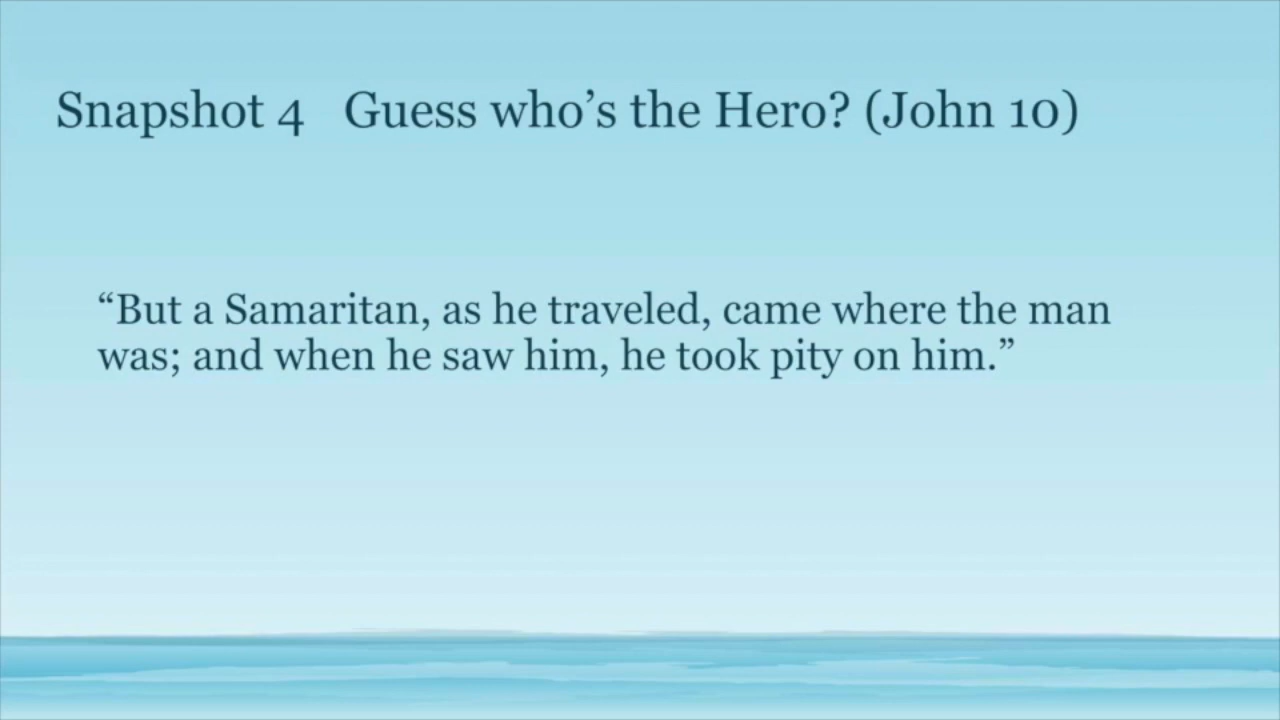 Snapshot 4 Guess who’s the Hero? (John 10)
“But a Samaritan, as he traveled, came where the man
was; and when he saw him, he took pity on him.”